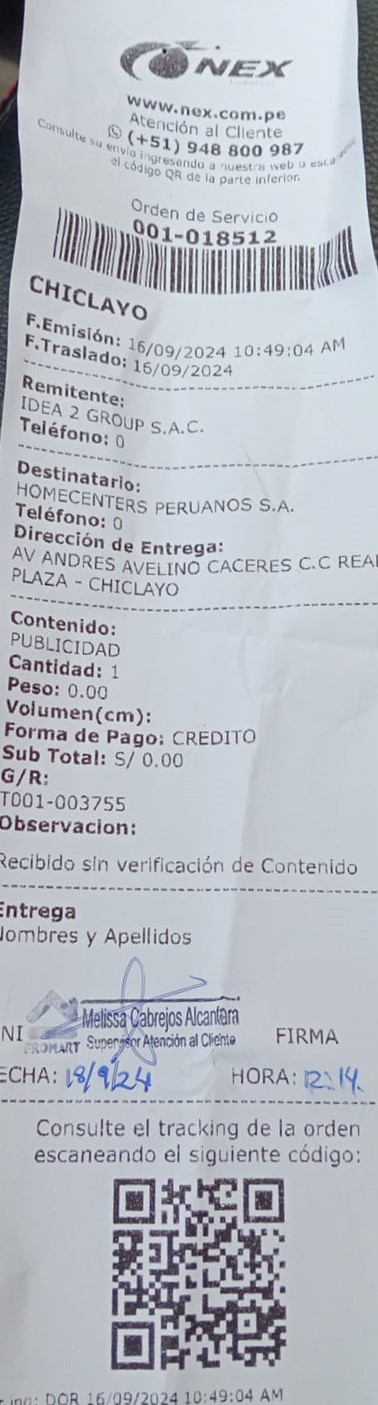 NEX
www.nex.com.pe
Atención al Cliente
(+51) 948 800 987
Consulte su envío ingresando a nuestra web o
el código QR de la parte inferior.
Orden de Servicio
001-018512
CHICLAYO
F.Emisión: 16/09/2024 10:49:04 AM
F.Traslado: 16/09/2024
Remitente:
IDEA 2 GROUP S.A.C.
Teléfono: 0
Destinatario:
HOMECENTERS PERUANOS S.A.
Teléfono: 0
Dirección de Entrega:
AV ANDRES AVELINO CACERES C.C REAL
PLAZA - CHICLAYO
Contenido:
PUBLICIDAD
Cantidad: 1
Peso: 0.00
Volumen(cm):
Forma de Pago: CREDITO
Sub Total: S/ 0.00
G/R:
T001-003755
Observacion:
Recibido sin verificación de Contenido
Entrega
Nombres y Apellidos
Melissa Cabrejos Alcantara
NI PROMART Supervisor Atención al Cliente FIRMA
ECHA: 18/9/24 HORA: 12:14
Consulte el tracking de la orden
escaneando el siguiente código:
DOR 16/09/2024 10:49:04 AM